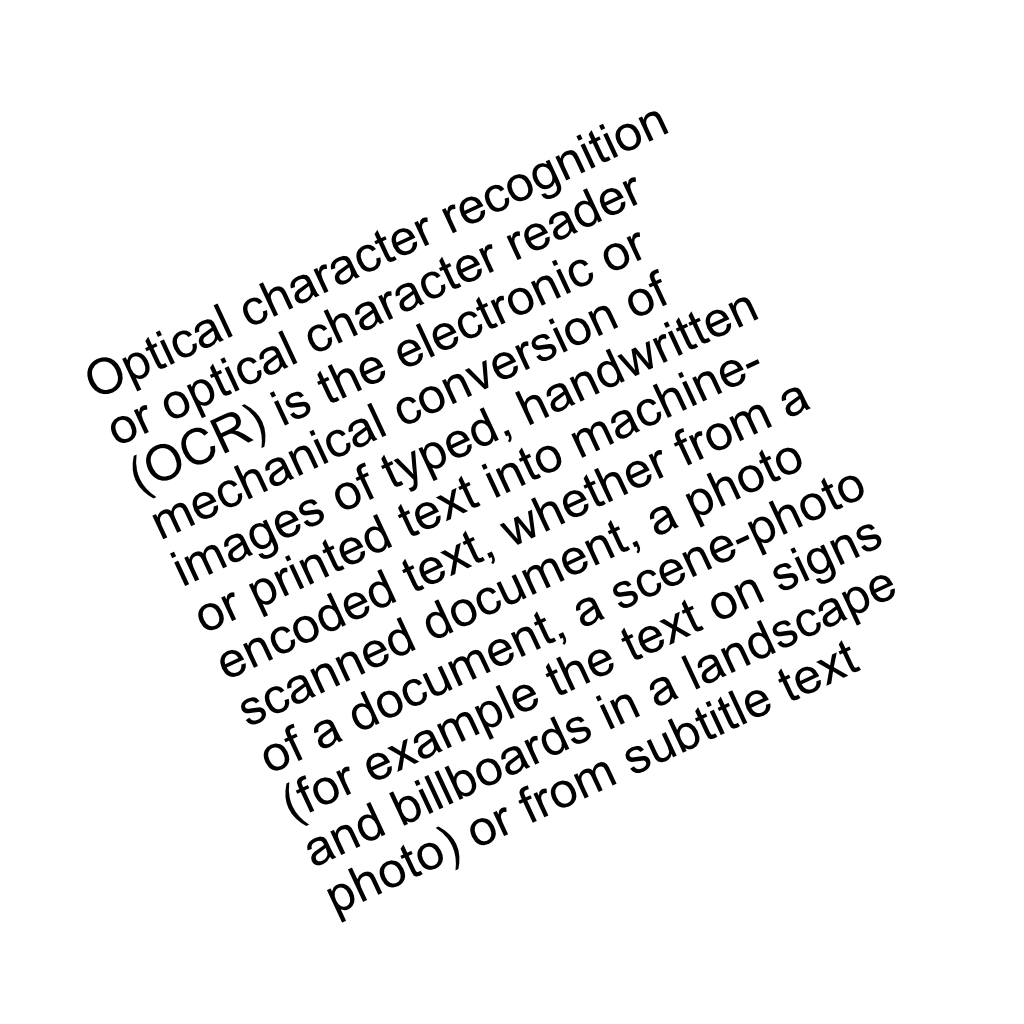 Optical character recognition
or optical character reader
(OCR) is the electronic or
mechanical conversion of
images of typed, handwritten
or printed text into machine-
encoded text, whether from a
scanned document, a photo
of a document, a scene-photo
(for example the text on signs
and billboards in a landscape
photo) or from subtitle text